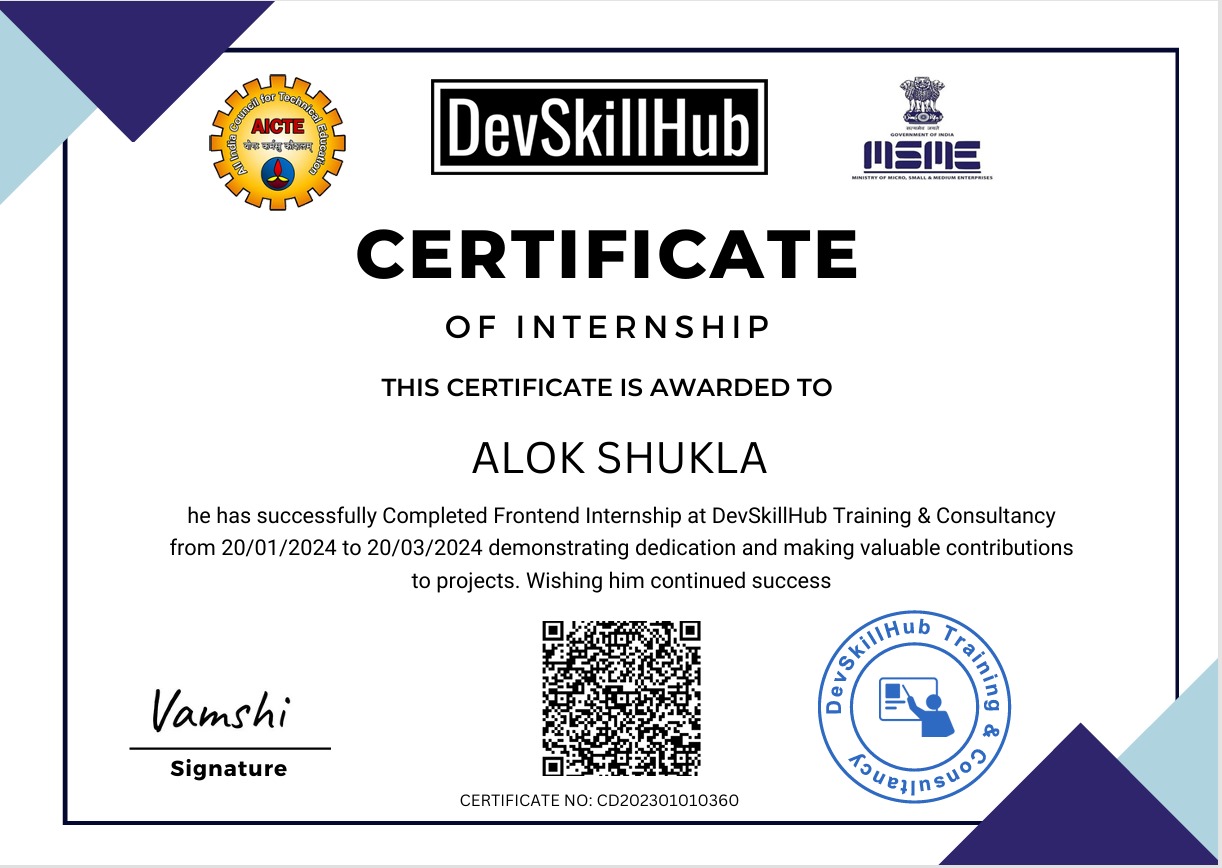 All India Council for Technical Education
AICTE
योगः कर्मसु कौशलम्
DevSkillHub
सत्यमेव जयते
GOVERNMENT OF INDIA
MSME
MINISTRY OF MICRO, SMALL & MEDIUM ENTERPRISES
CERTIFICATE
OF INTERNSHIP
THIS CERTIFICATE IS AWARDED TO
ALOK SHUKLA
he has successfully Completed Frontend Internship at DevSkillHub Training & Consultancy
from 20/01/2024 to 20/03/2024 demonstrating dedication and making valuable contributions
to projects. Wishing him continued success
Vamshi
Signature
CERTIFICATE NO: CD202301010360
DevSkillHub Training & Consultancy